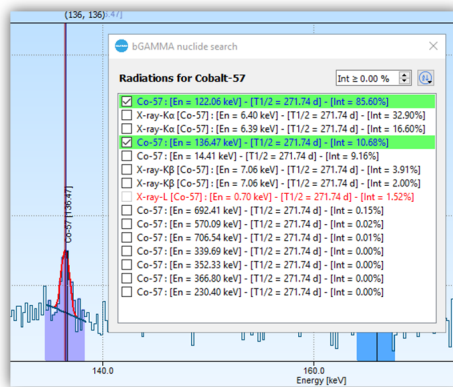 (136, 136)
bGAMMA nuclide search
Radiations for Cobalt-57
Int ≥ 0.00 %
Co-57 : [En = 122.06 keV] - [T1/2 = 271.74 d] - [Int = 85.60%]
X-ray-Kα [Co-57] : [En = 6.40 keV] - [T1/2 = 271.74 d] - [Int = 32.90%]
X-ray-Kα [Co-57] : [En = 6.39 keV] - [T1/2 = 271.74 d] - [Int = 16.60%]
Co-57 : [En = 136.47 keV] - [T1/2 = 271.74 d] - [Int = 10.68%]
Co-57 : [En = 14.41 keV] - [T1/2 = 271.74 d] - [Int = 9.16%]
X-ray-Kβ [Co-57] : [En = 7.06 keV] - [T1/2 = 271.74 d] - [Int = 3.91%]
X-ray-Kβ [Co-57] : [En = 7.06 keV] - [T1/2 = 271.74 d] - [Int = 2.00%]
X-ray-L [Co-57] : [En = 0.70 keV] - [T1/2 = 271.74 d] - [Int = 1.52%]
Co-57 : [En = 692.41 keV] - [T1/2 = 271.74 d] - [Int = 0.15%]
Co-57 : [En = 570.09 keV] - [T1/2 = 271.74 d] - [Int = 0.02%]
Co-57 : [En = 706.54 keV] - [T1/2 = 271.74 d] - [Int = 0.01%]
Co-57 : [En = 339.69 keV] - [T1/2 = 271.74 d] - [Int = 0.00%]
Co-57 : [En = 352.33 keV] - [T1/2 = 271.74 d] - [Int = 0.00%]
Co-57 : [En = 366.80 keV] - [T1/2 = 271.74 d] - [Int = 0.00%]
Co-57 : [En = 230.40 keV] - [T1/2 = 271.74 d] - [Int = 0.00%]
Co-57 [136.47]
140.0
160.0
Energy [keV]